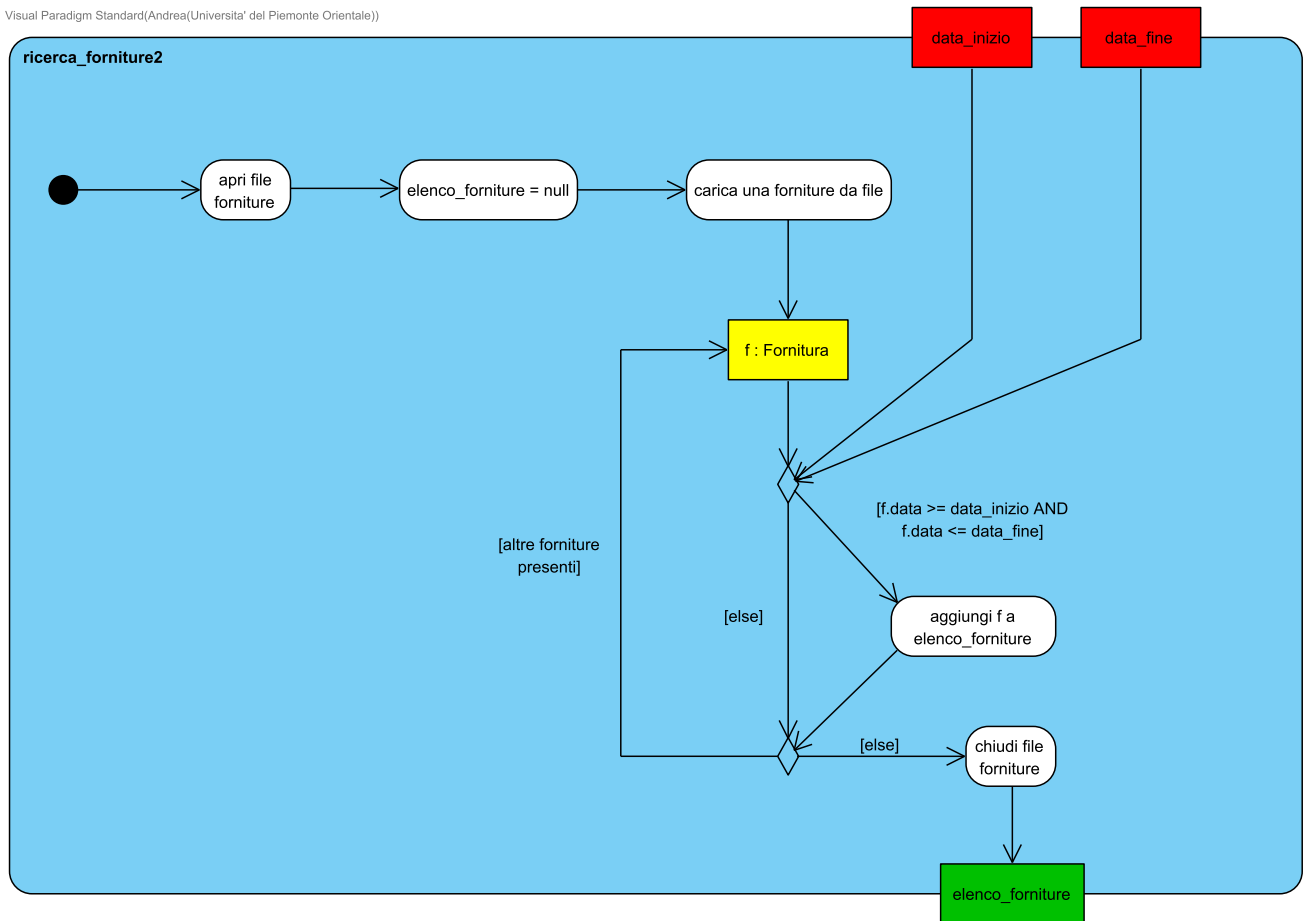 Visual Paradigm Standard(Andrea(Universita' del Piemonte Orientale))
data_inizio
data_fine
ricerca_forniture2
apri file
forniture
elenco_forniture = null
carica una forniture da file
f : Fornitura
[f.data >= data_inizio AND
f.data <= data_fine]
[altre forniture
presenti]
[else]
aggiungi f a
elenco_forniture
[else]
chiudi file
forniture
elenco_forniture